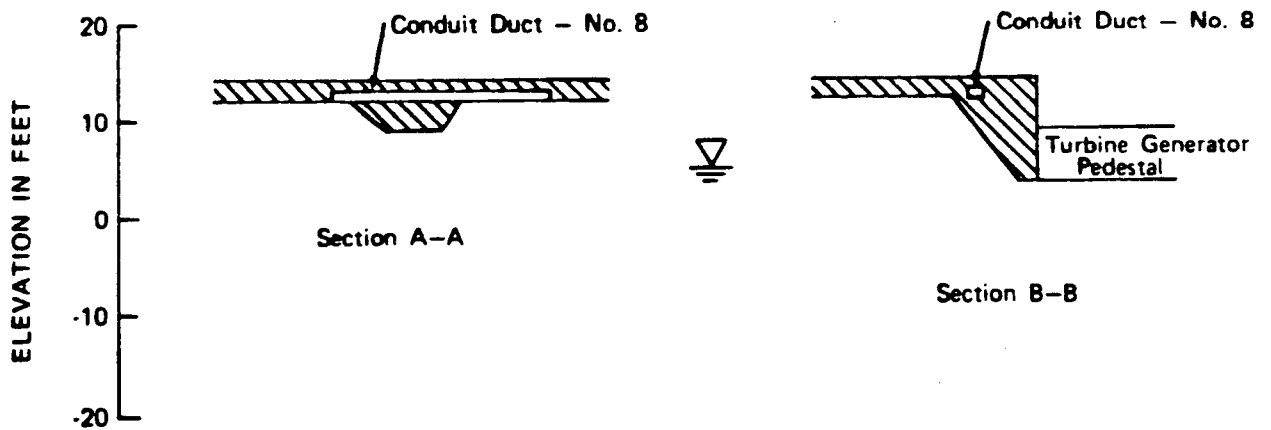 20
Conduit Duct – No. 8
Conduit Duct – No. 8
10
Turbine Generator
Pedestal
0
Section A–A
Section B–B
-10
-20
ELEVATION IN FEET